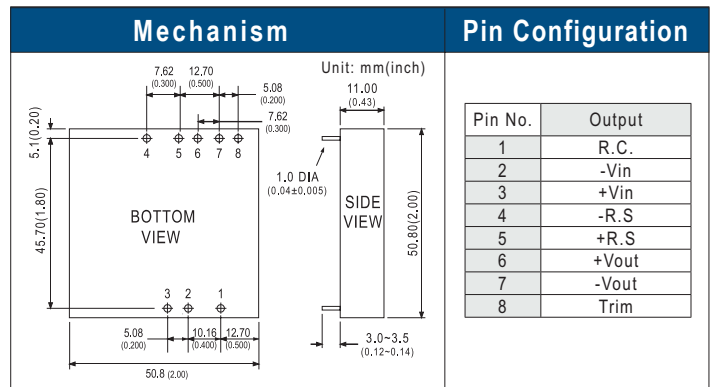 Mechanism
Pin Configuration
Unit: mm(inch)
7.62
(0.300)
12.70
(0.500)
5.08
(0.200)
7.62
(0.300)
11.00
(0.43)
5.1(0.20)
45.70(1.80)
4 5 6 7 8
BOTTOM
VIEW
1.0 DIA
(0.04±0.005)
SIDE
VIEW
50.80(2.00)
3 2 1
5.08
(0.200)
10.16
(0.400)
12.70
(0.500)
50.8 (2.00)
3.0~3.5
(0.12~0.14)
Pin No. Output
1 R.C.
2 -Vin
3 +Vin
4 -R.S
5 +R.S
6 +Vout
7 -Vout
8 Trim